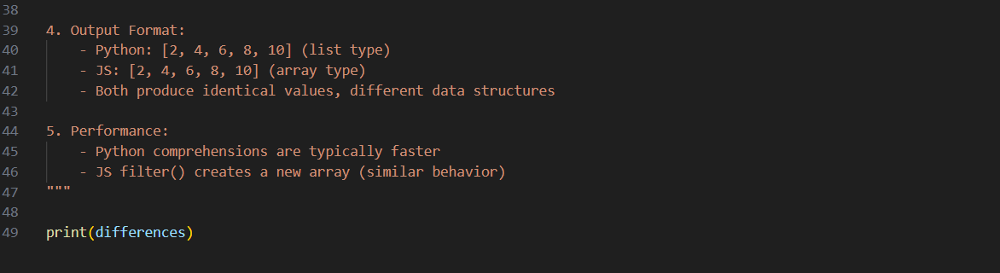 38
39 4. Output Format:
40 - Python: [2, 4, 6, 8, 10] (list type)
41 - JS: [2, 4, 6, 8, 10] (array type)
42 - Both produce identical values, different data structures
43
44 5. Performance:
45 - Python comprehensions are typically faster
46 - JS filter() creates a new array (similar behavior)
47 """
48
49 print(differences)